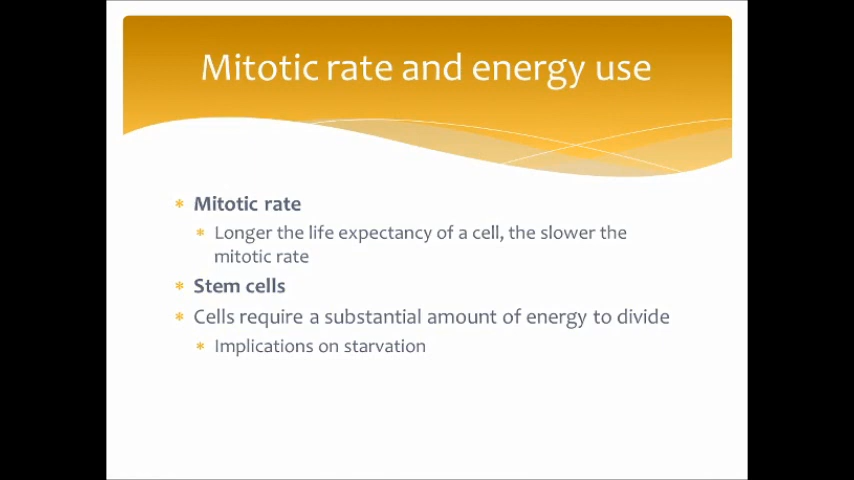 Mitotic rate and energy use
* Mitotic rate
* Longer the life expectancy of a cell, the slower the
mitotic rate
* Stem cells
* Cells require a substantial amount of energy to divide
* Implications on starvation